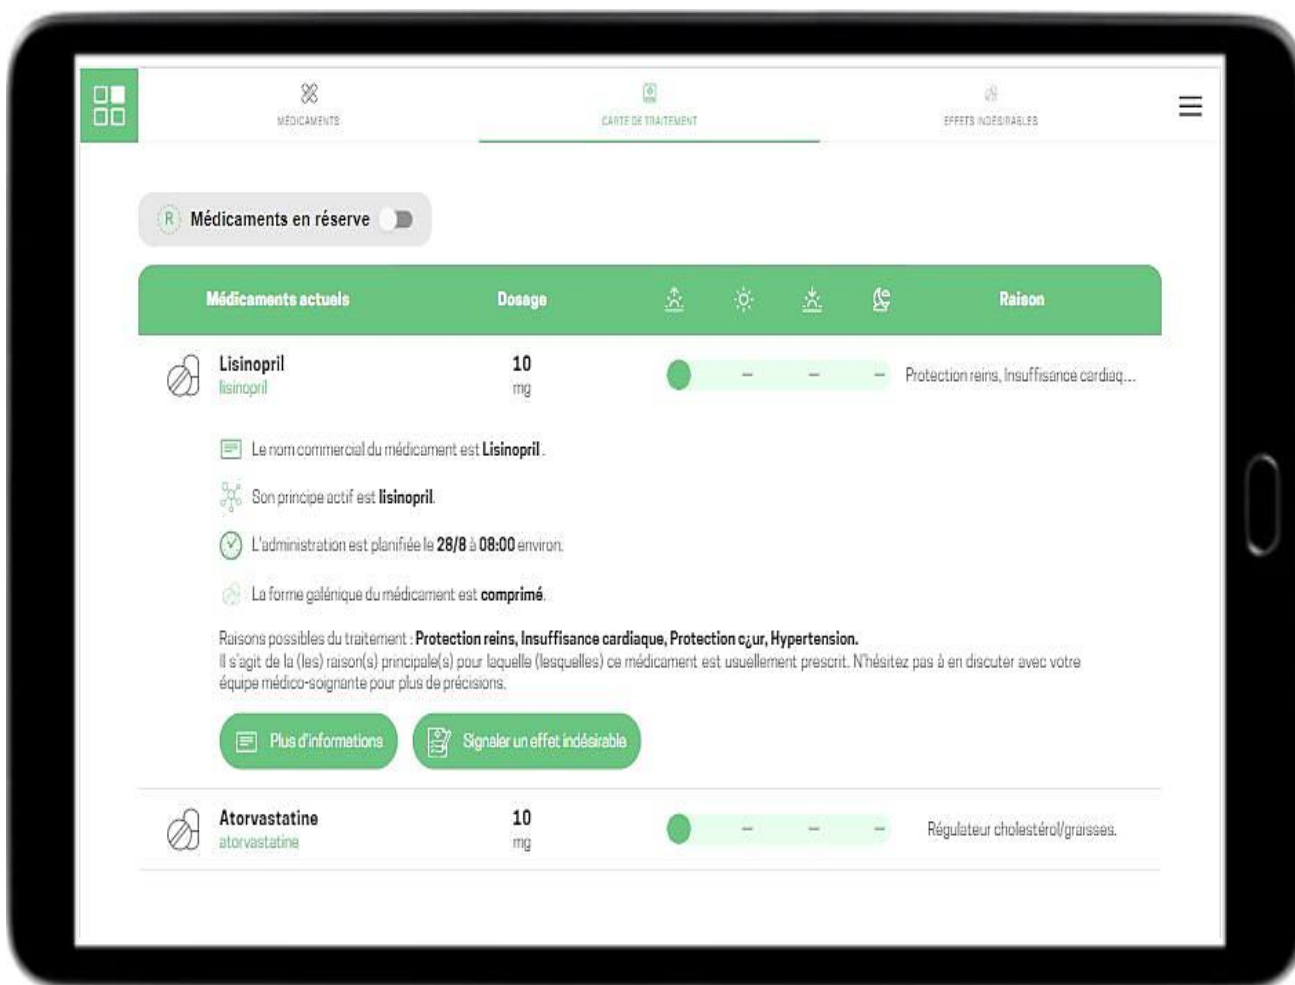 MÉDICAMENTS
CARTE DE TRAITEMENT
EFFETS INDÉSIRABLES
R Médicaments en réserve
Médicaments actuels Dosage Raison
Lisinopril 10 Protection reins, Insuffisance cardiaq...
lisinopril mg
Le nom commercial du médicament est Lisinopril .
Son principe actif est lisinopril.
L'administration est planifiée le 28/8 à 08:00 environ.
La forme galénique du médicament est comprimé.
Raisons possibles du traitement : Protection reins, Insuffisance cardiaque, Protection c¿ur, Hypertension.
Il s'agit de la (les) raison(s) principale(s) pour laquelle (lesquelles) ce médicament est usuellement prescrit. N'hésitez pas à en discuter avec votre
équipe médico-soignante pour plus de précisions.
Plus d'informations Signaler un effet indésirable
Atorvastatine 10 Régulateur cholestérol/graisses.
atorvastatine mg